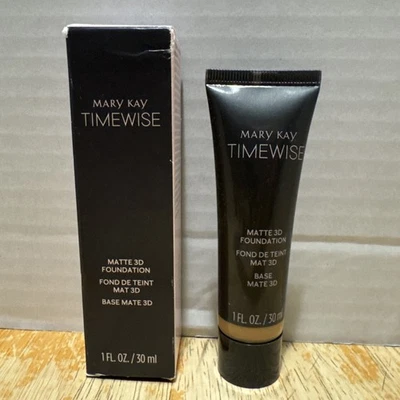 MARY KAY
TIMEWISE
MATTE 3D
FOUNDATION
FOND DE TEINT
MAT 3D
BASE MATE 3D
1 FL. OZ. / 30 ml
MARY KAY
TIMEWISE
MATTE 3D
FOUNDATION
FOND DE TEINT
MAT 3D
BASE
MATE 3D
1 FL. OZ. / 30 ml